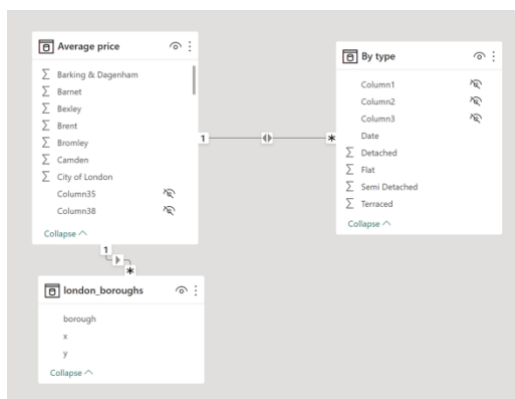 Average price
Barking & Dagenham
Barnet
Bexley
Brent
Bromley
Camden
City of London
Column35
Column38
Collapse
1
*
By type
Column1
Column2
Column3
Date
Detached
Flat
Semi Detached
Terraced
Collapse
1
*
london_boroughs
borough
x
y
Collapse